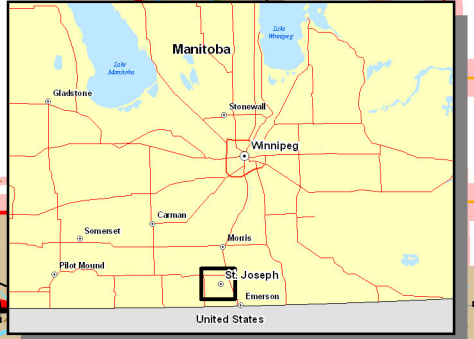 Lake
Winnipeg
Manitoba
Lake
Manitoba
Gladstone
Stonewall
Winnipeg
Carman
Somerset
Morris
Pilot Mound
St. Joseph
Emerson
United States